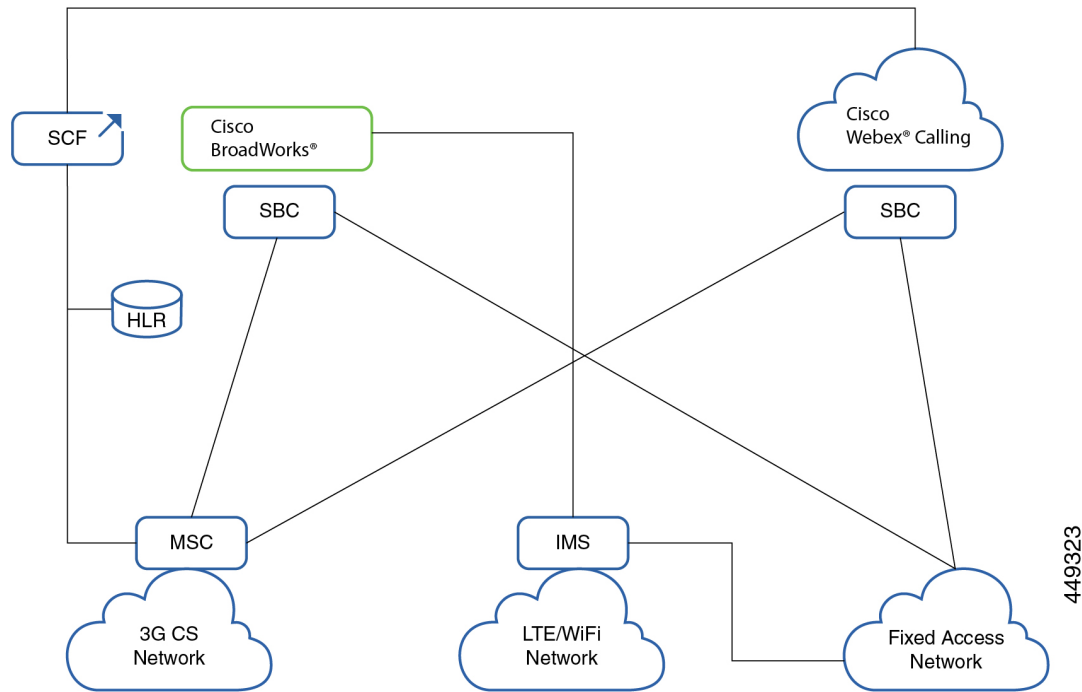 SCF
Cisco
BroadWorks®
Cisco
Webex® Calling
SBC
SBC
HLR
MSC
IMS
3G CS
Network
LTE/WiFi
Network
Fixed Access
Network
449323